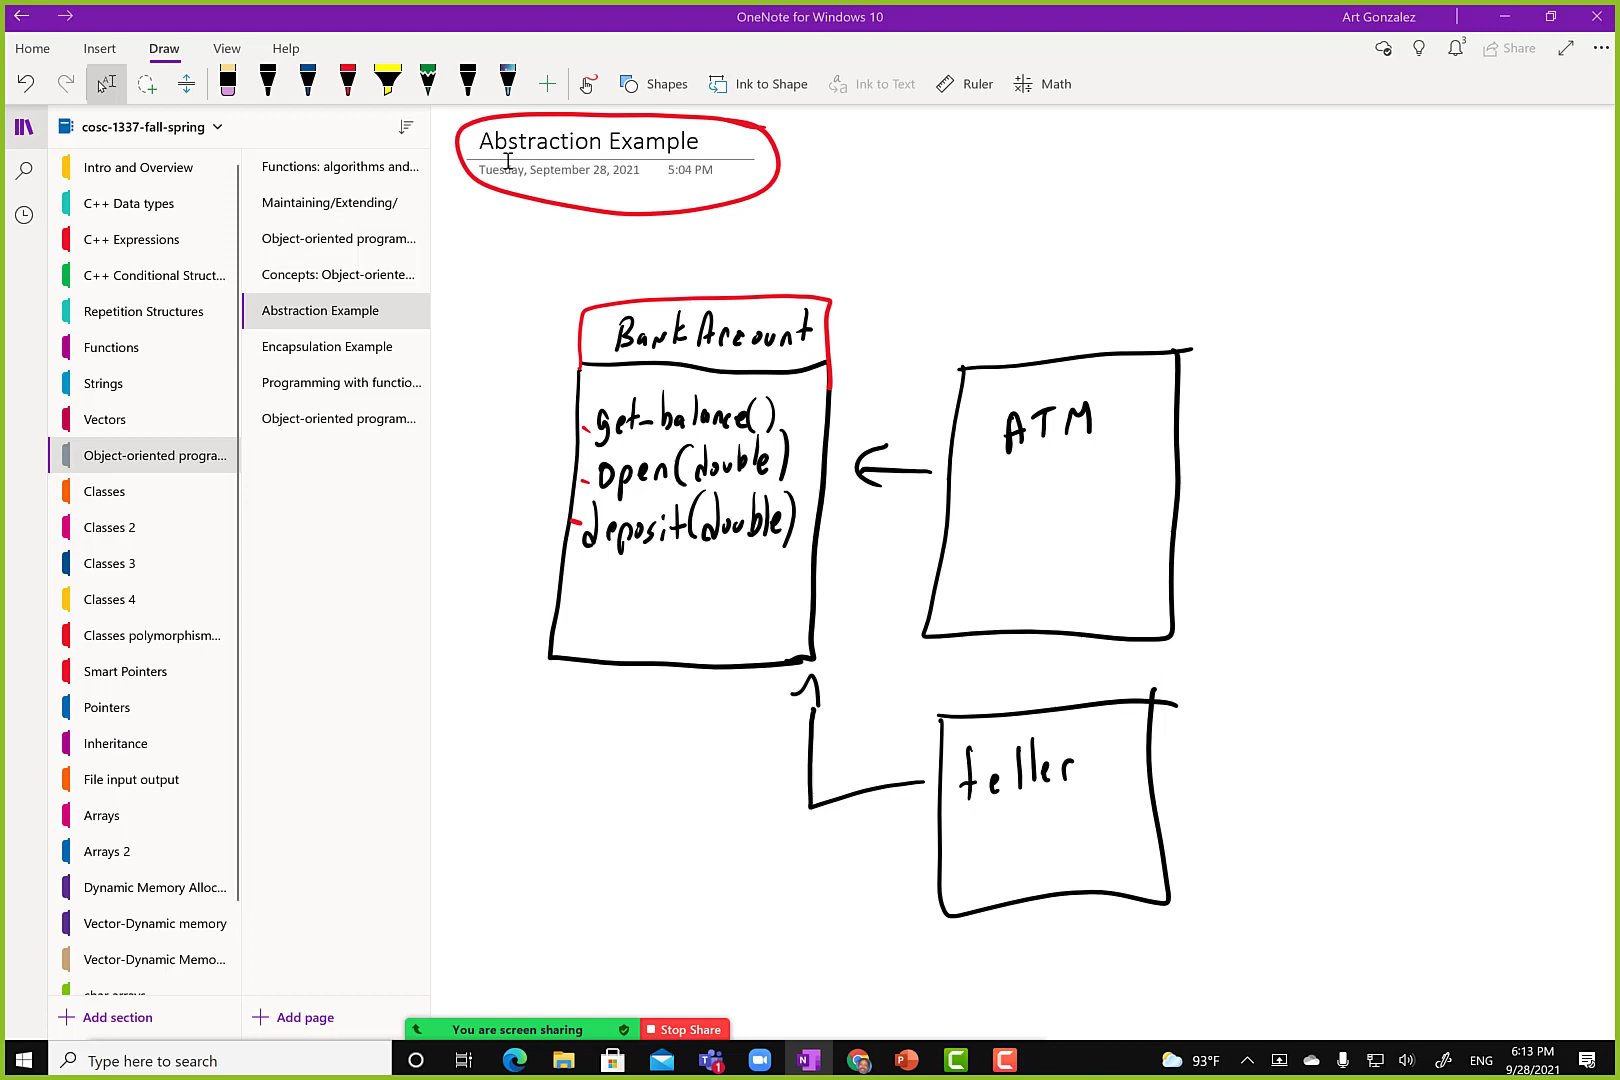 OneNote for Windows 10
Art Gonzalez
Home Insert Draw View Help
3
Share
Shapes
Ink to Shape
Ink to Text
Ruler
Math
cosc-1337-fall-spring
Intro and Overview
C++ Data types
C++ Expressions
C++ Conditional Struct...
Repetition Structures
Functions
Strings
Vectors
Object-oriented progra...
Classes
Classes 2
Classes 3
Classes 4
Classes polymorphism...
Smart Pointers
Pointers
Inheritance
File input output
Arrays
Arrays 2
Dynamic Memory Alloc...
Vector-Dynamic memory
Vector-Dynamic Memo...
char arrays
Add section
Functions: algorithms and...
Maintaining/Extending/
Object-oriented program...
Concepts: Object-oriente...
Abstraction Example
Encapsulation Example
Programming with functio...
Object-oriented program...
Add page
Abstraction Example
Tuesday, September 28, 2021 5:04 PM
BankAccount
get_balance()
open(double)
deposit(double)
ATM
teller
You are screen sharing
Stop Share
Type here to search
1
93°F
ENG
6:13 PM
9/28/2021